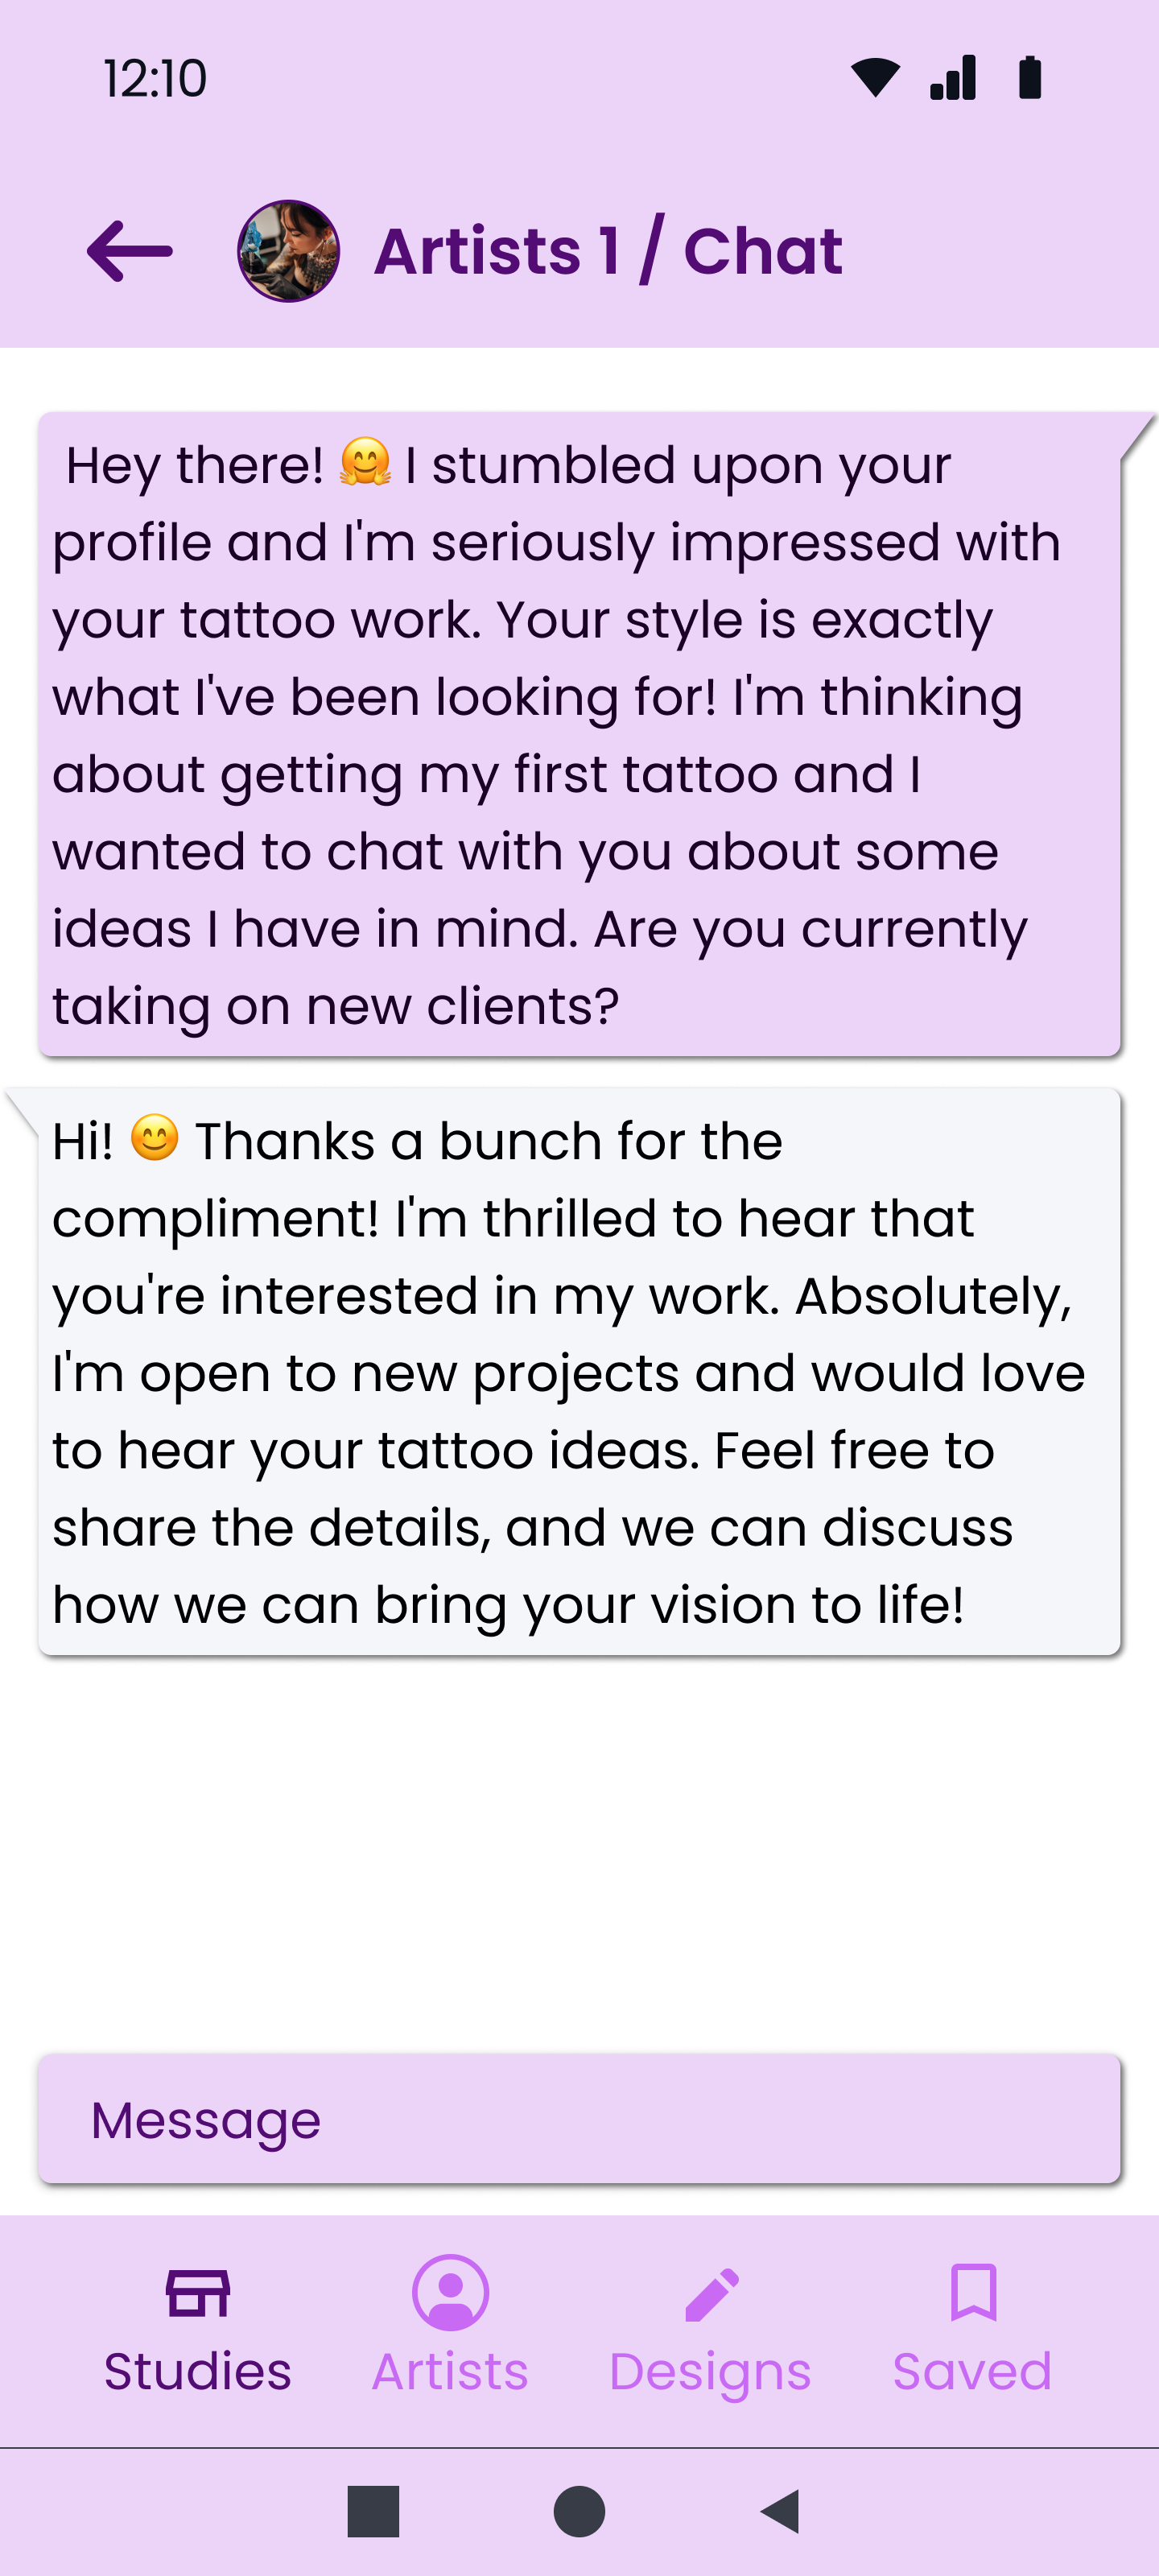 12:10
Artists 1 / Chat
Hey there! 🤗 I stumbled upon your
profile and I'm seriously impressed with
your tattoo work. Your style is exactly
what I've been looking for! I'm thinking
about getting my first tattoo and I
wanted to chat with you about some
ideas I have in mind. Are you currently
taking on new clients?
Hi! 😊 Thanks a bunch for the
compliment! I'm thrilled to hear that
you're interested in my work. Absolutely,
I'm open to new projects and would love
to hear your tattoo ideas. Feel free to
share the details, and we can discuss
how we can bring your vision to life!
Message
Studies Artists Designs Saved